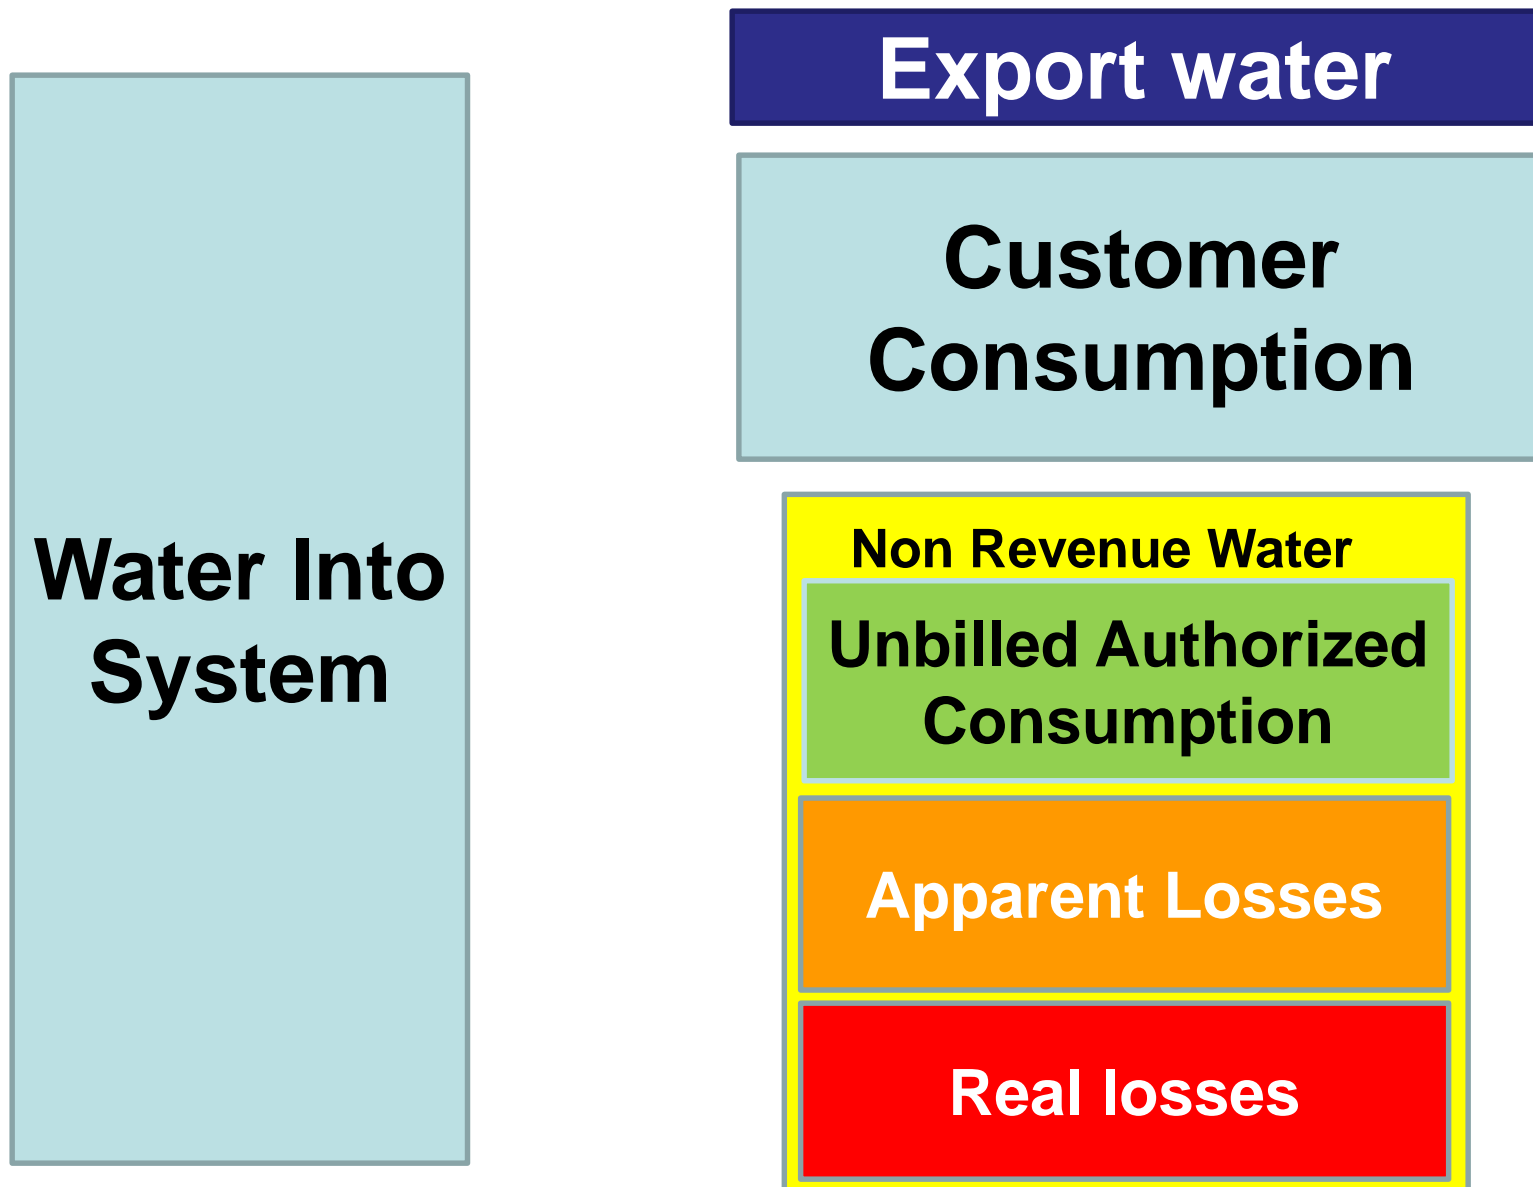 Export water
Customer
Consumption
Water Into
System
Non Revenue Water
Unbilled Authorized
Consumption
Apparent Losses
Real losses